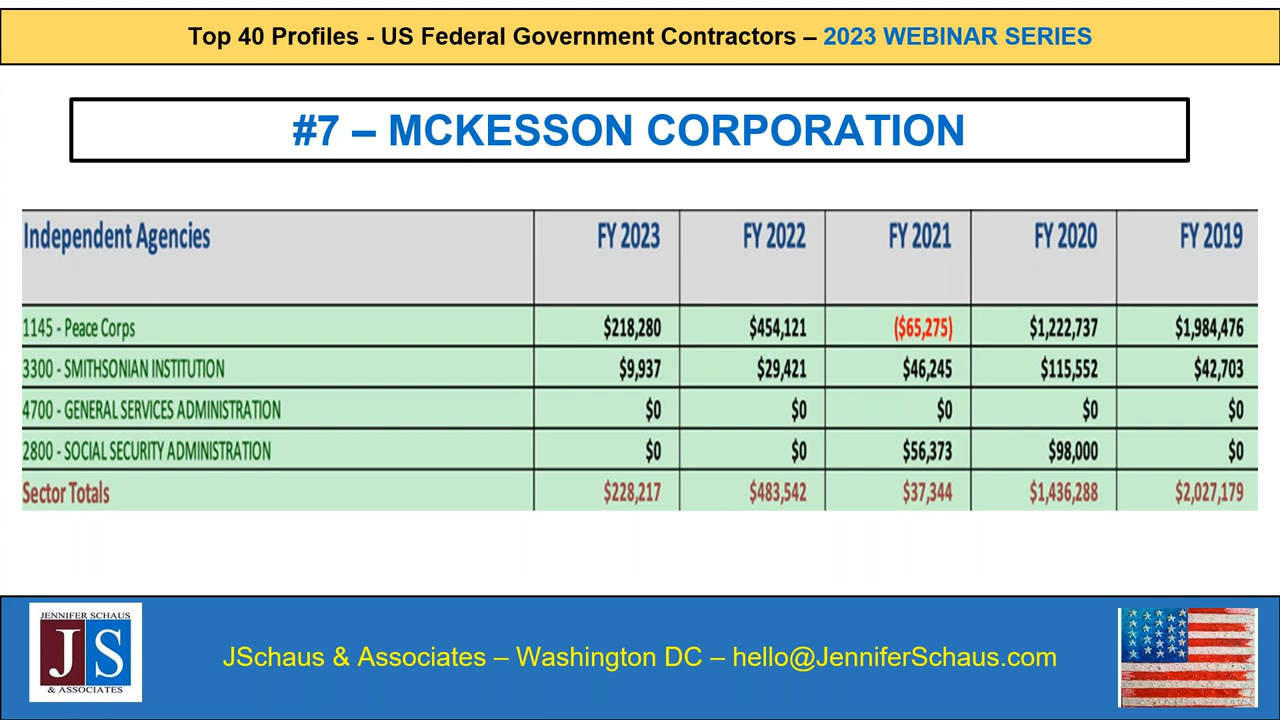 Top 40 Profiles - US Federal Government Contractors – 2023 WEBINAR SERIES
#7 – MCKESSON CORPORATION
Independent Agencies FY 2023 FY 2022 FY 2021 FY 2020 FY 2019
1145 - Peace Corps $218,280 $454,121 ($65,275) $1,222,737 $1,984,476
3300 - SMITHSONIAN INSTITUTION $9,937 $29,421 $46,245 $115,552 $42,703
4700 - GENERAL SERVICES ADMINISTRATION $0 $0 $0 $0 $0
2800 - SOCIAL SECURITY ADMINISTRATION $0 $0 $56,373 $98,000 $0
Sector Totals $228,217 $483,542 $37,344 $1,436,288 $2,027,179
JENNIFER SCHAUS
JS
& ASSOCIATES
JSchaus & Associates – Washington DC – hello@JenniferSchaus.com